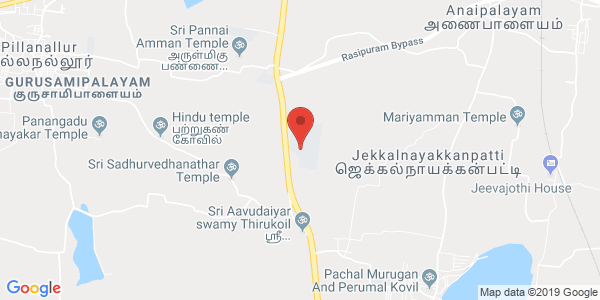 Sri Pannai
Amman Temple
அருள்மிகு
பண்ணை...
Anaipalayam
அணைபாளையம்
Pillanallur
ல்லநல்லூர்
Rasipuram Bypass
GURUSAMIPALAYAM
குருசாமிபாளையம்
Panangadu
nayakar Temple
Hindu temple
பற்றுகண்
கோவில்
Mariyamman Temple
Jekkalnayakkanpatti
ஜெக்கல்நாயக்கன்பட்டி
Jeevajothi House
Sri Sadhurvedhanathar
Temple
Sri Aavudaiyar
swamy Thirukoil
ஸ்ரீ...
Pachal Murugan
And Perumal Kovil
Google
Map data ©2019 Google